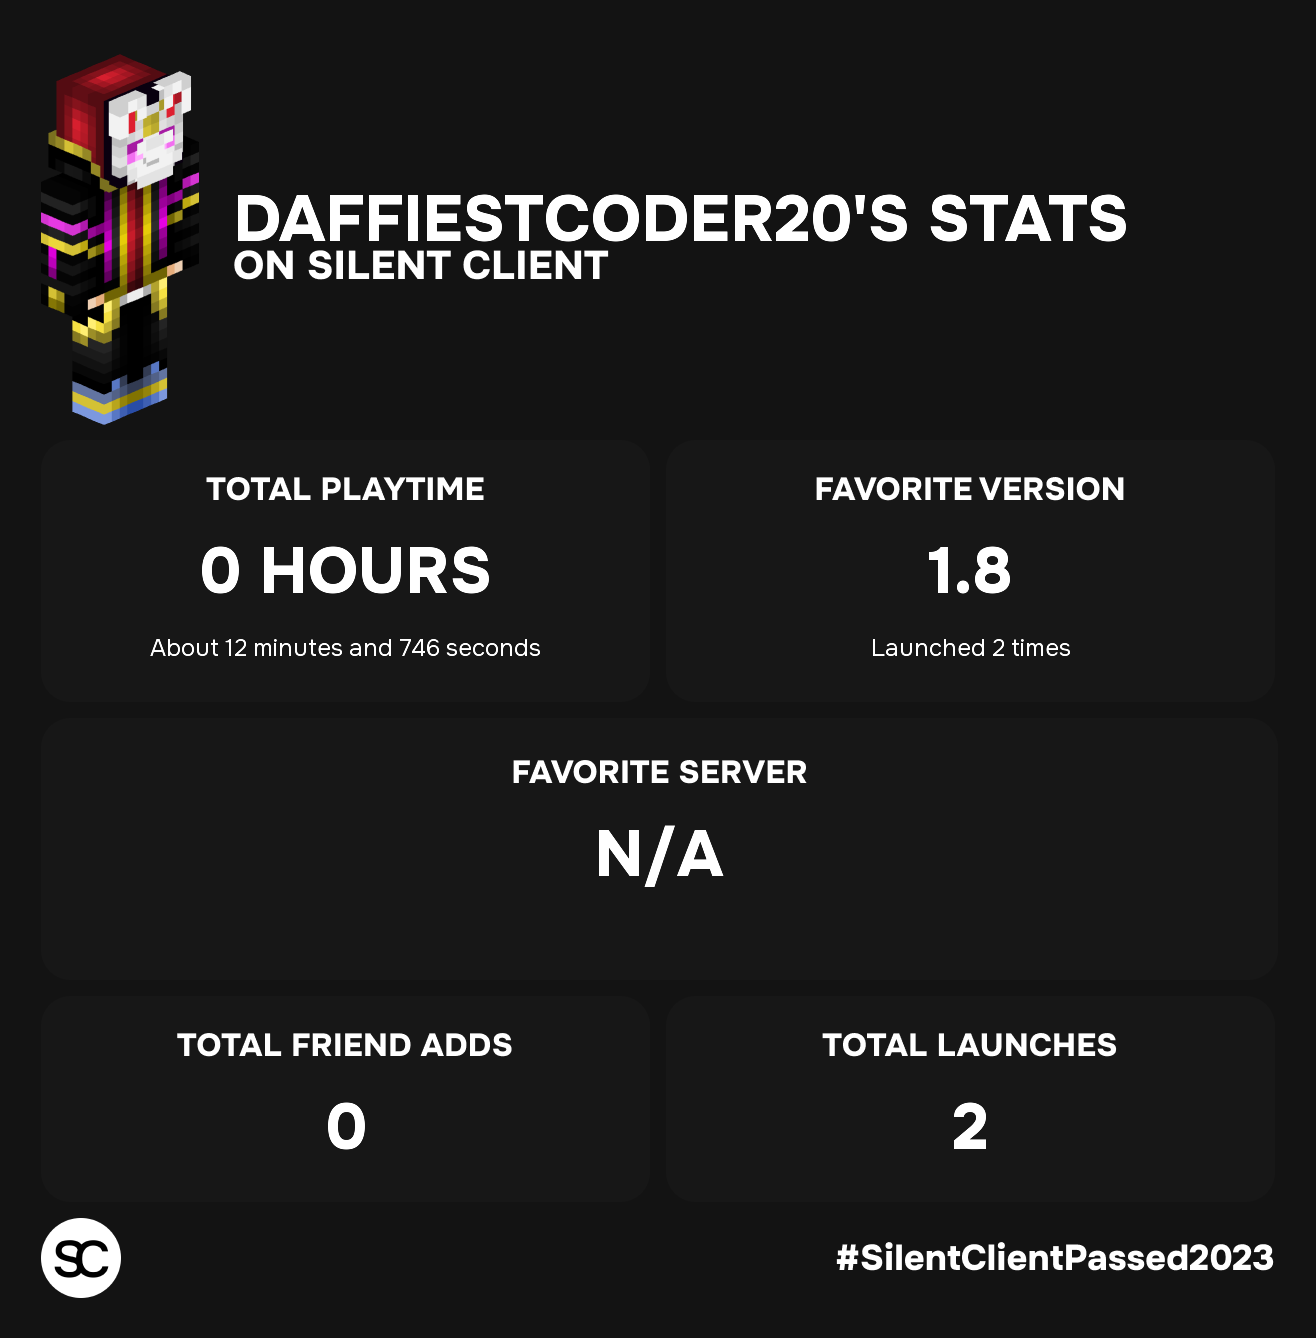 DAFFIESTCODER20'S STATS
ON SILENT CLIENT
TOTAL PLAYTIME
0 HOURS
About 12 minutes and 746 seconds
FAVORITE VERSION
1.8
Launched 2 times
FAVORITE SERVER
N/A
TOTAL FRIEND ADDS
0
TOTAL LAUNCHES
2
SC
#SilentClientPassed2023